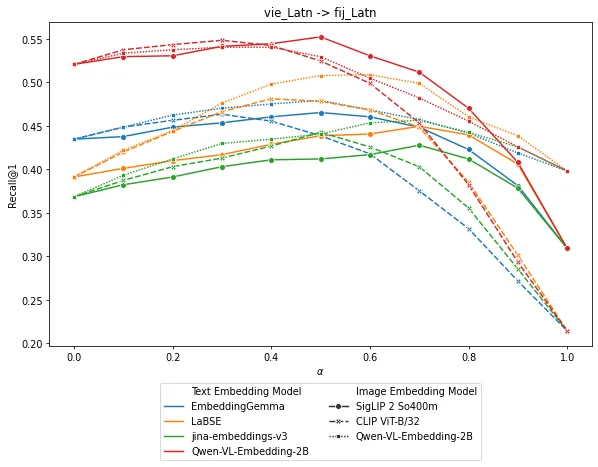 vie_Latn -> fij_Latn
Recall@1
0.55
0.50
0.45
0.40
0.35
0.30
0.25
0.20
0.0 0.2 0.4 0.6 0.8 1.0
α
Text Embedding Model Image Embedding Model
EmbeddingGemma SigLIP 2 So400m
LaBSE CLIP ViT-B/32
jina-embeddings-v3 Qwen-VL-Embedding-2B
Qwen-VL-Embedding-2B